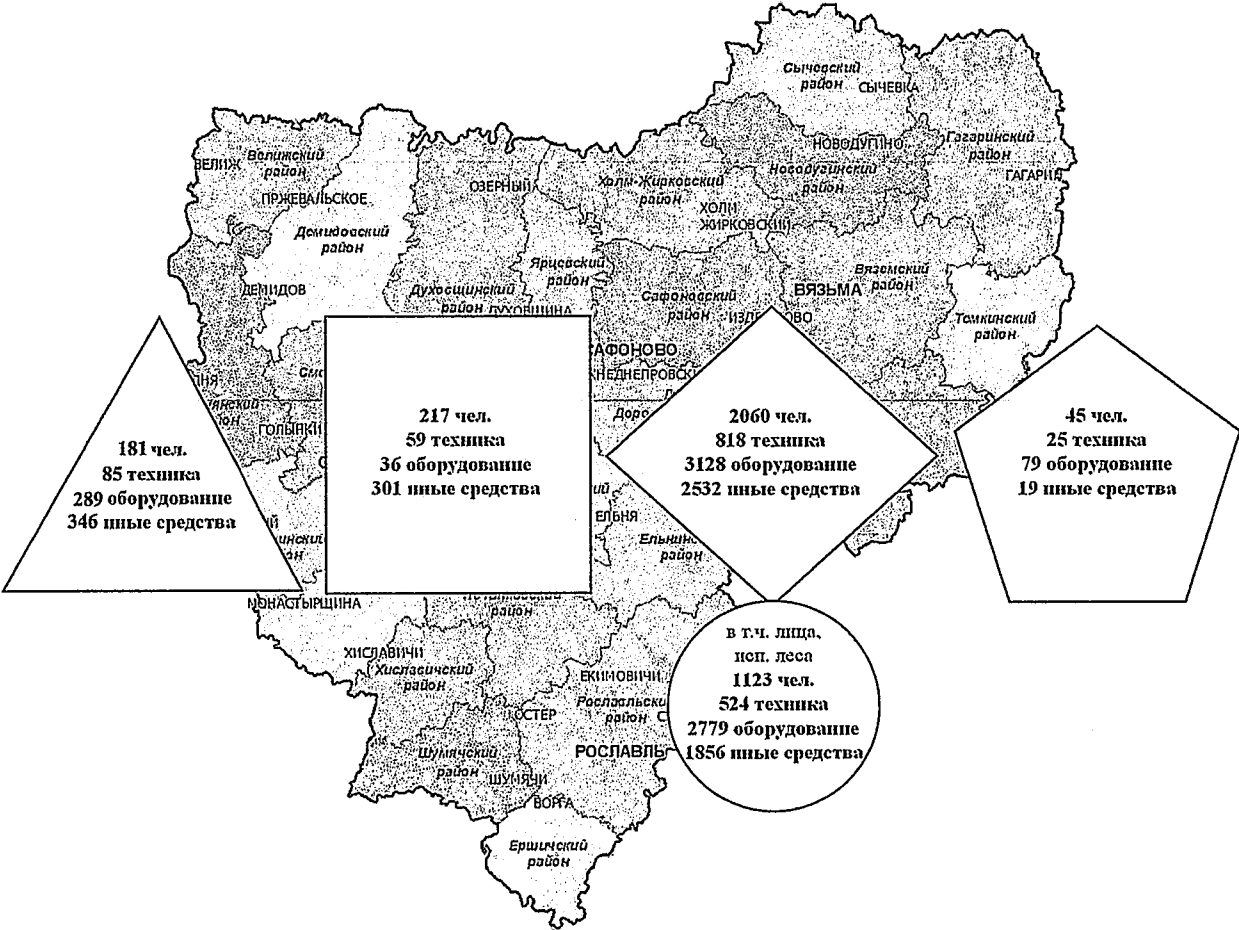 Сычевский
район
СЫЧЕВКА
Гагаринский
район
НОВОДУГИНО
Новодугинский
район
ГАГАРИН
ВЕЛИЖ
Велижский
район
ПРЖЕВАЛЬСКОЕ
ОЗЕРНЫЙ
Холм-Жирковский
район
ХОЛМ
ЖИРКОВСКИЙ
Демидовский
район
Ярцевский
район
Вяземский
район
ВЯЗЬМА
ДЕМИДОВ
Духовщинский
район
ДУХОВЩИНА
Сафоновский
район
Темкинский
район
АФОНОВО
ГОЛЫНКИ
181 чел.
85 техника
289 оборудование
346 иные средства
217 чел.
59 техника
36 оборудование
301 иные средства
2060 чел.
818 техника
3128 оборудование
2532 иные средства
45 чел.
25 техника
79 оборудование
19 иные средства
ЕЛЬНЯ
район
МОНАСТЫРЩИНА
район
в т.ч. лица,
исп. леса
1123 чел.
524 техника
2779 оборудование
1856 иные средства
ХИСЛАВИЧИ
Хиславичский
район
ЕКИМОВИЧИ
район
ОСТЕР
РОСЛАВЛЬ
Шумячский
район
ШУМЯЧИ
ВОРГА
Ершичский
район